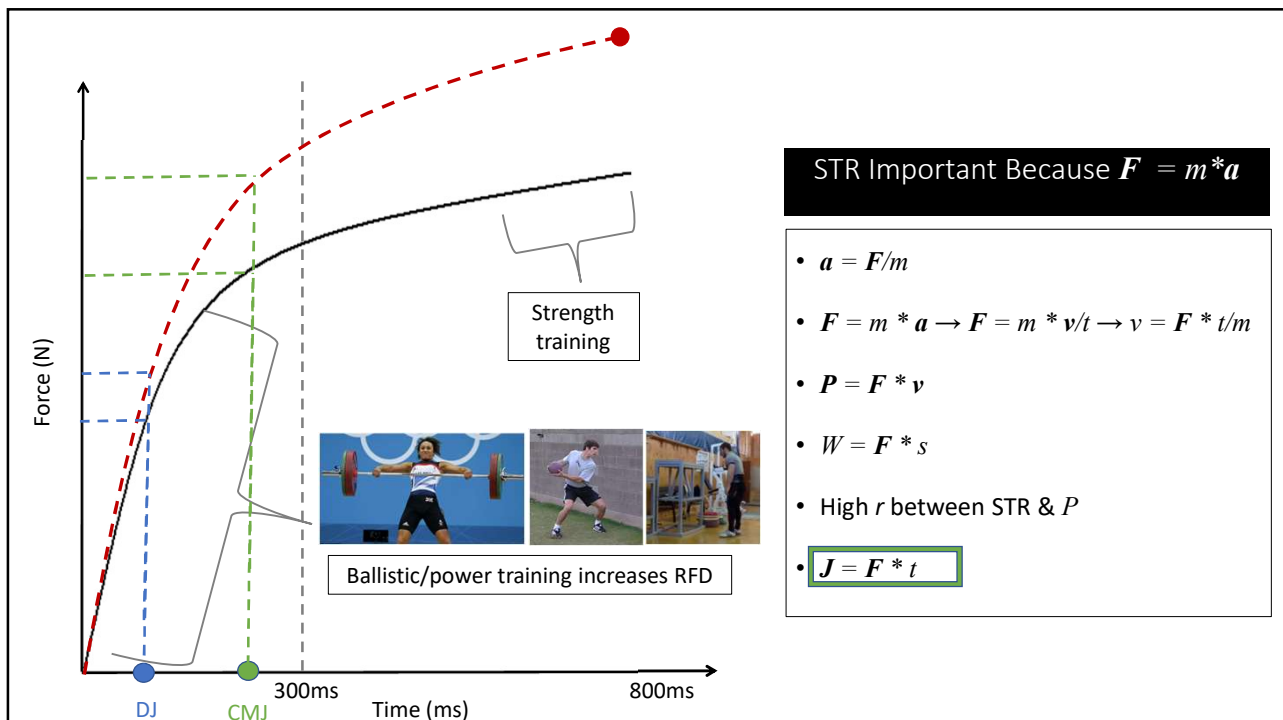 Force (N)
Strength
training
Ballistic/power training increases RFD
300ms
800ms
DJ
CMJ
Time (ms)
STR Important Because F = m*a
• a = F/m
• F = m * a → F = m * v/t → v = F * t/m
• P = F * v
• W = F * s
• High r between STR & P
• J = F * t